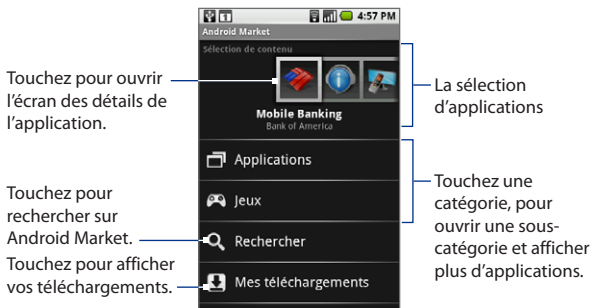 1
4:57 PM
Android Market
Sélection de contenu
Mobile Banking
Bank of America
Applications
Jeux
Rechercher
Mes téléchargements
Touchez pour ouvrir
l'écran des détails de
l'application.
Touchez pour
rechercher sur
Android Market.
Touchez pour afficher
vos téléchargements.
La sélection
d'applications
Touchez une
catégorie, pour
ouvrir une sous-
catégorie et afficher
plus d'applications.